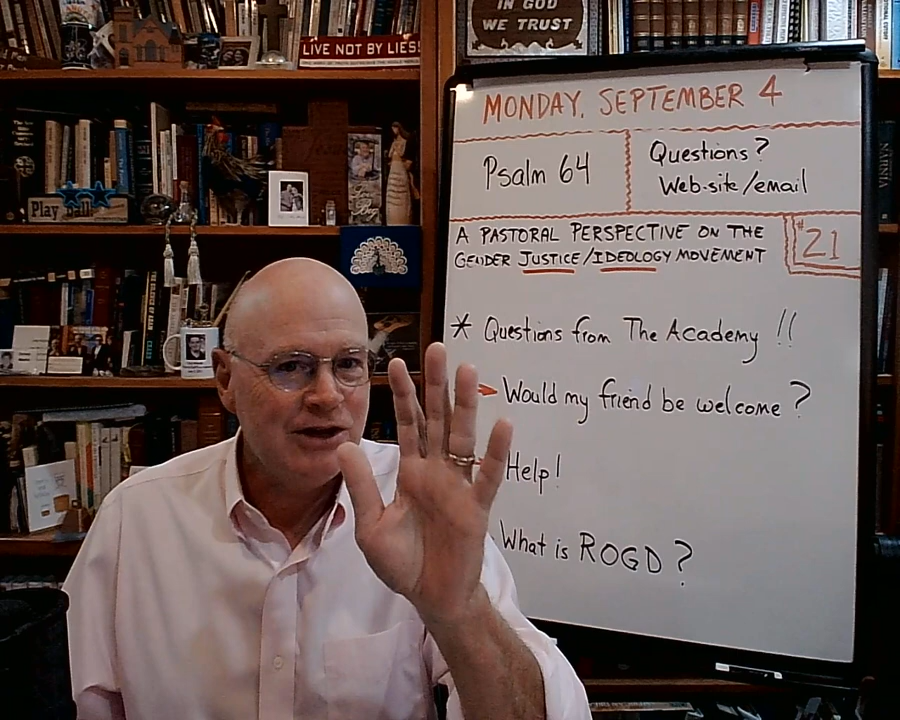 IN GOD
WE TRUST
LIVE NOT BY LIES!
Play Ball
NARNIA
MONDAY, SEPTEMBER 4
Psalm 64
Questions?
Web-site/email
A PASTORAL PERSPECTIVE ON THE
GENDER JUSTICE/IDEOLOGY MOVEMENT
#21
* Questions from The Academy !!
Would my friend be welcome?
Help!
What is ROGD?